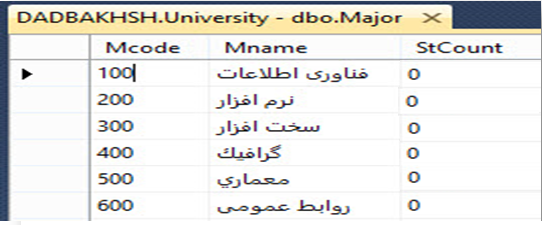 DADBAKHSH.University - dbo.Major ×
Mcode Mname StCount
100 فناوری اطلاعات 0
200 نرم افزار 0
300 سخت افزار 0
400 گرافيك 0
500 معماري 0
600 روابط عمومی 0